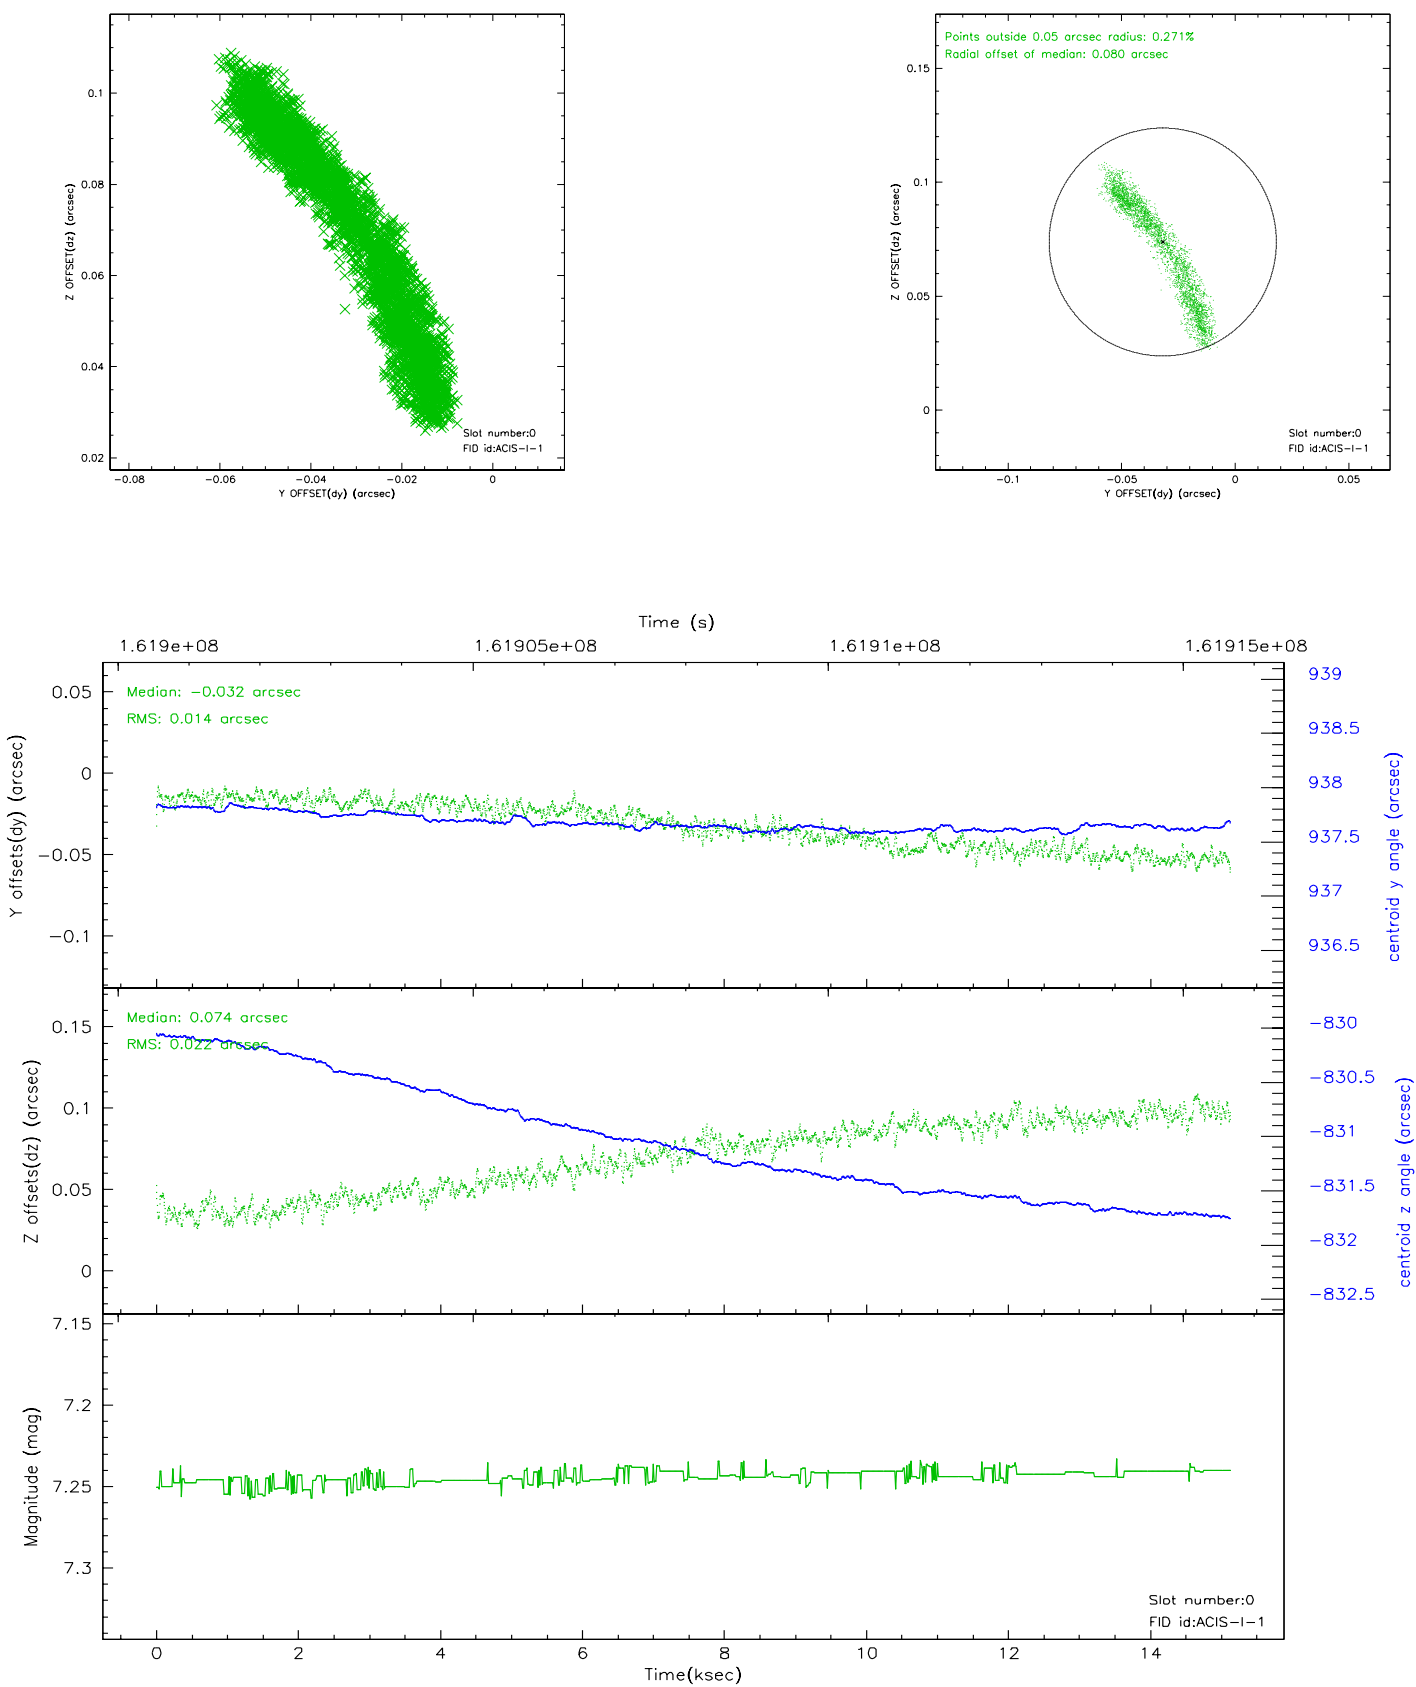 0.1
0.08
0.06
0.04
0.02
Z OFFSET(dz) (arcsec)
Slot number:0
FID id:ACIS-I-1
-0.08
-0.06
-0.04
-0.02
0
Y OFFSET(dy) (arcsec)
Points outside 0.05 arcsec radius: 0.271%
Radial offset of median: 0.080 arcsec
0.15
0.1
0.05
0
Z OFFSET(dz) (arcsec)
Slot number:0
FID id:ACIS-I-1
-0.1
-0.05
0
0.05
Y OFFSET(dy) (arcsec)
Time (s)
1.619e+08
1.61905e+08
1.6191e+08
1.61915e+08
Median: -0.032 arcsec
RMS: 0.014 arcsec
0.05
0
-0.05
-0.1
Y offsets(dy) (arcsec)
939
938.5
938
937.5
937
936.5
centroid y angle (arcsec)
Median: 0.074 arcsec
RMS: 0.022 arcsec
0.15
0.1
0.05
0
Z offsets(dz) (arcsec)
-830
-830.5
-831
-831.5
-832
-832.5
centroid z angle (arcsec)
7.15
7.2
7.25
7.3
Magnitude (mag)
Slot number:0
FID id:ACIS-I-1
0
2
4
6
8
10
12
14
Time(ksec)